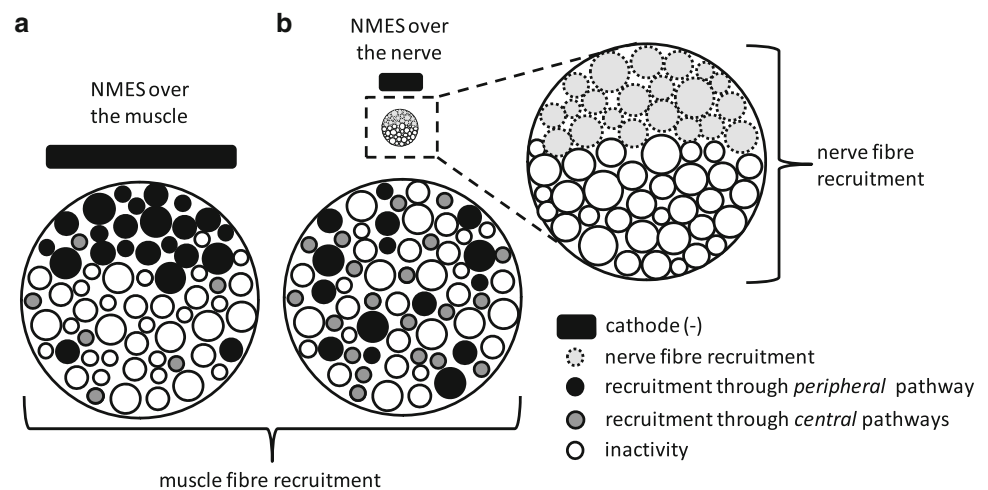 a
NMES over
the muscle
b
NMES over
the nerve
nerve fibre
recruitment
cathode (-)
nerve fibre recruitment
recruitment through peripheral pathway
recruitment through central pathways
inactivity
muscle fibre recruitment